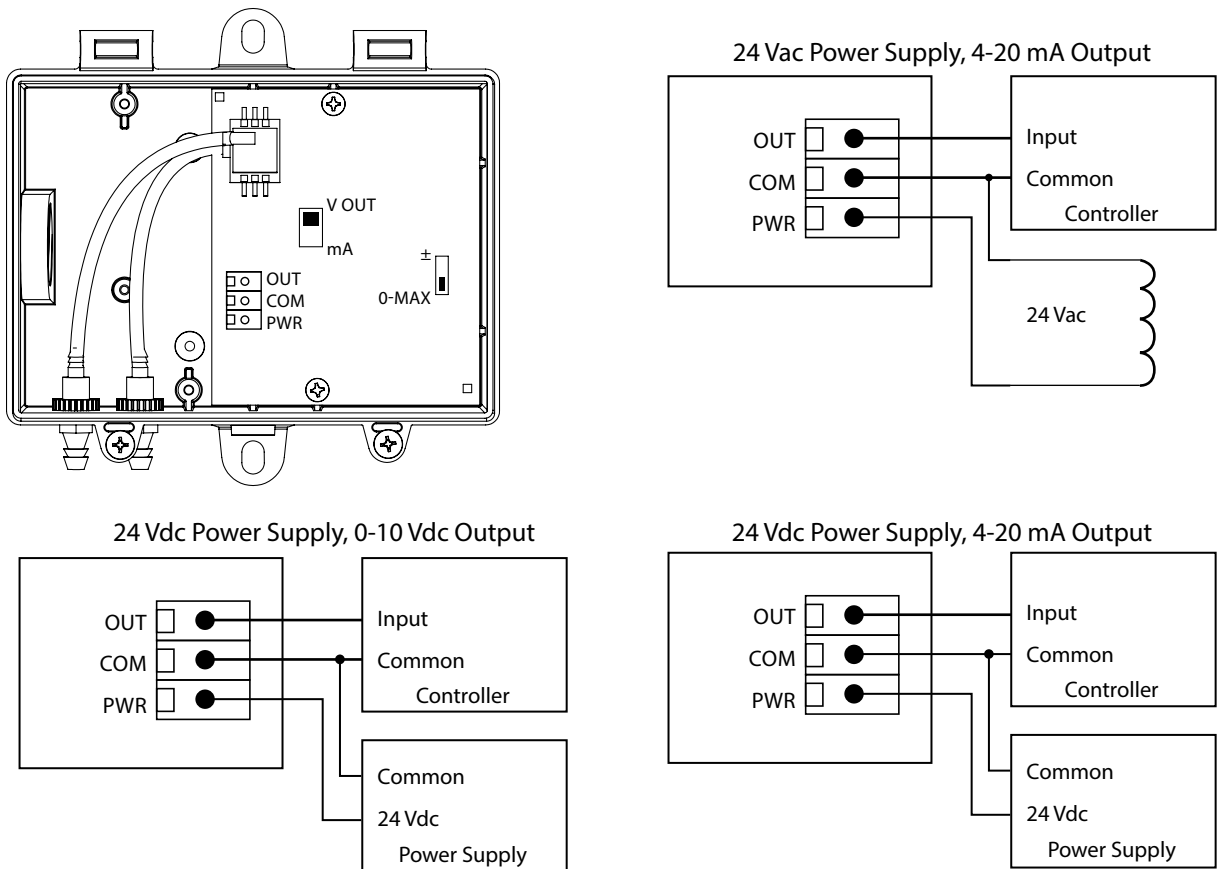 V OUT
mA
OUT
COM
PWR
±
0-MAX
24 Vac Power Supply, 4-20 mA Output
OUT
COM
PWR
Input
Common
Controller
24 Vac
24 Vdc Power Supply, 0-10 Vdc Output
OUT
COM
PWR
Input
Common
Controller
Common
24 Vdc
Power Supply
24 Vdc Power Supply, 4-20 mA Output
OUT
COM
PWR
Input
Common
Controller
Common
24 Vdc
Power Supply